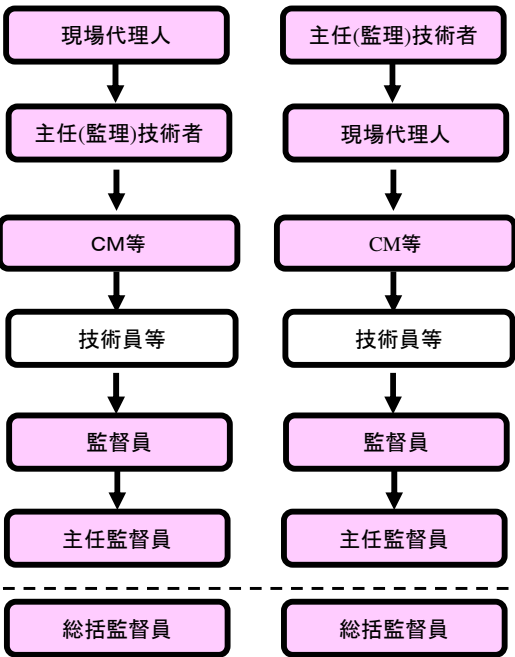 現場代理人
主任(監理)技術者
CM等
技術員等
監督員
主任監督員
総括監督員
主任(監理)技術者
現場代理人
CM等
技術員等
監督員
主任監督員
総括監督員